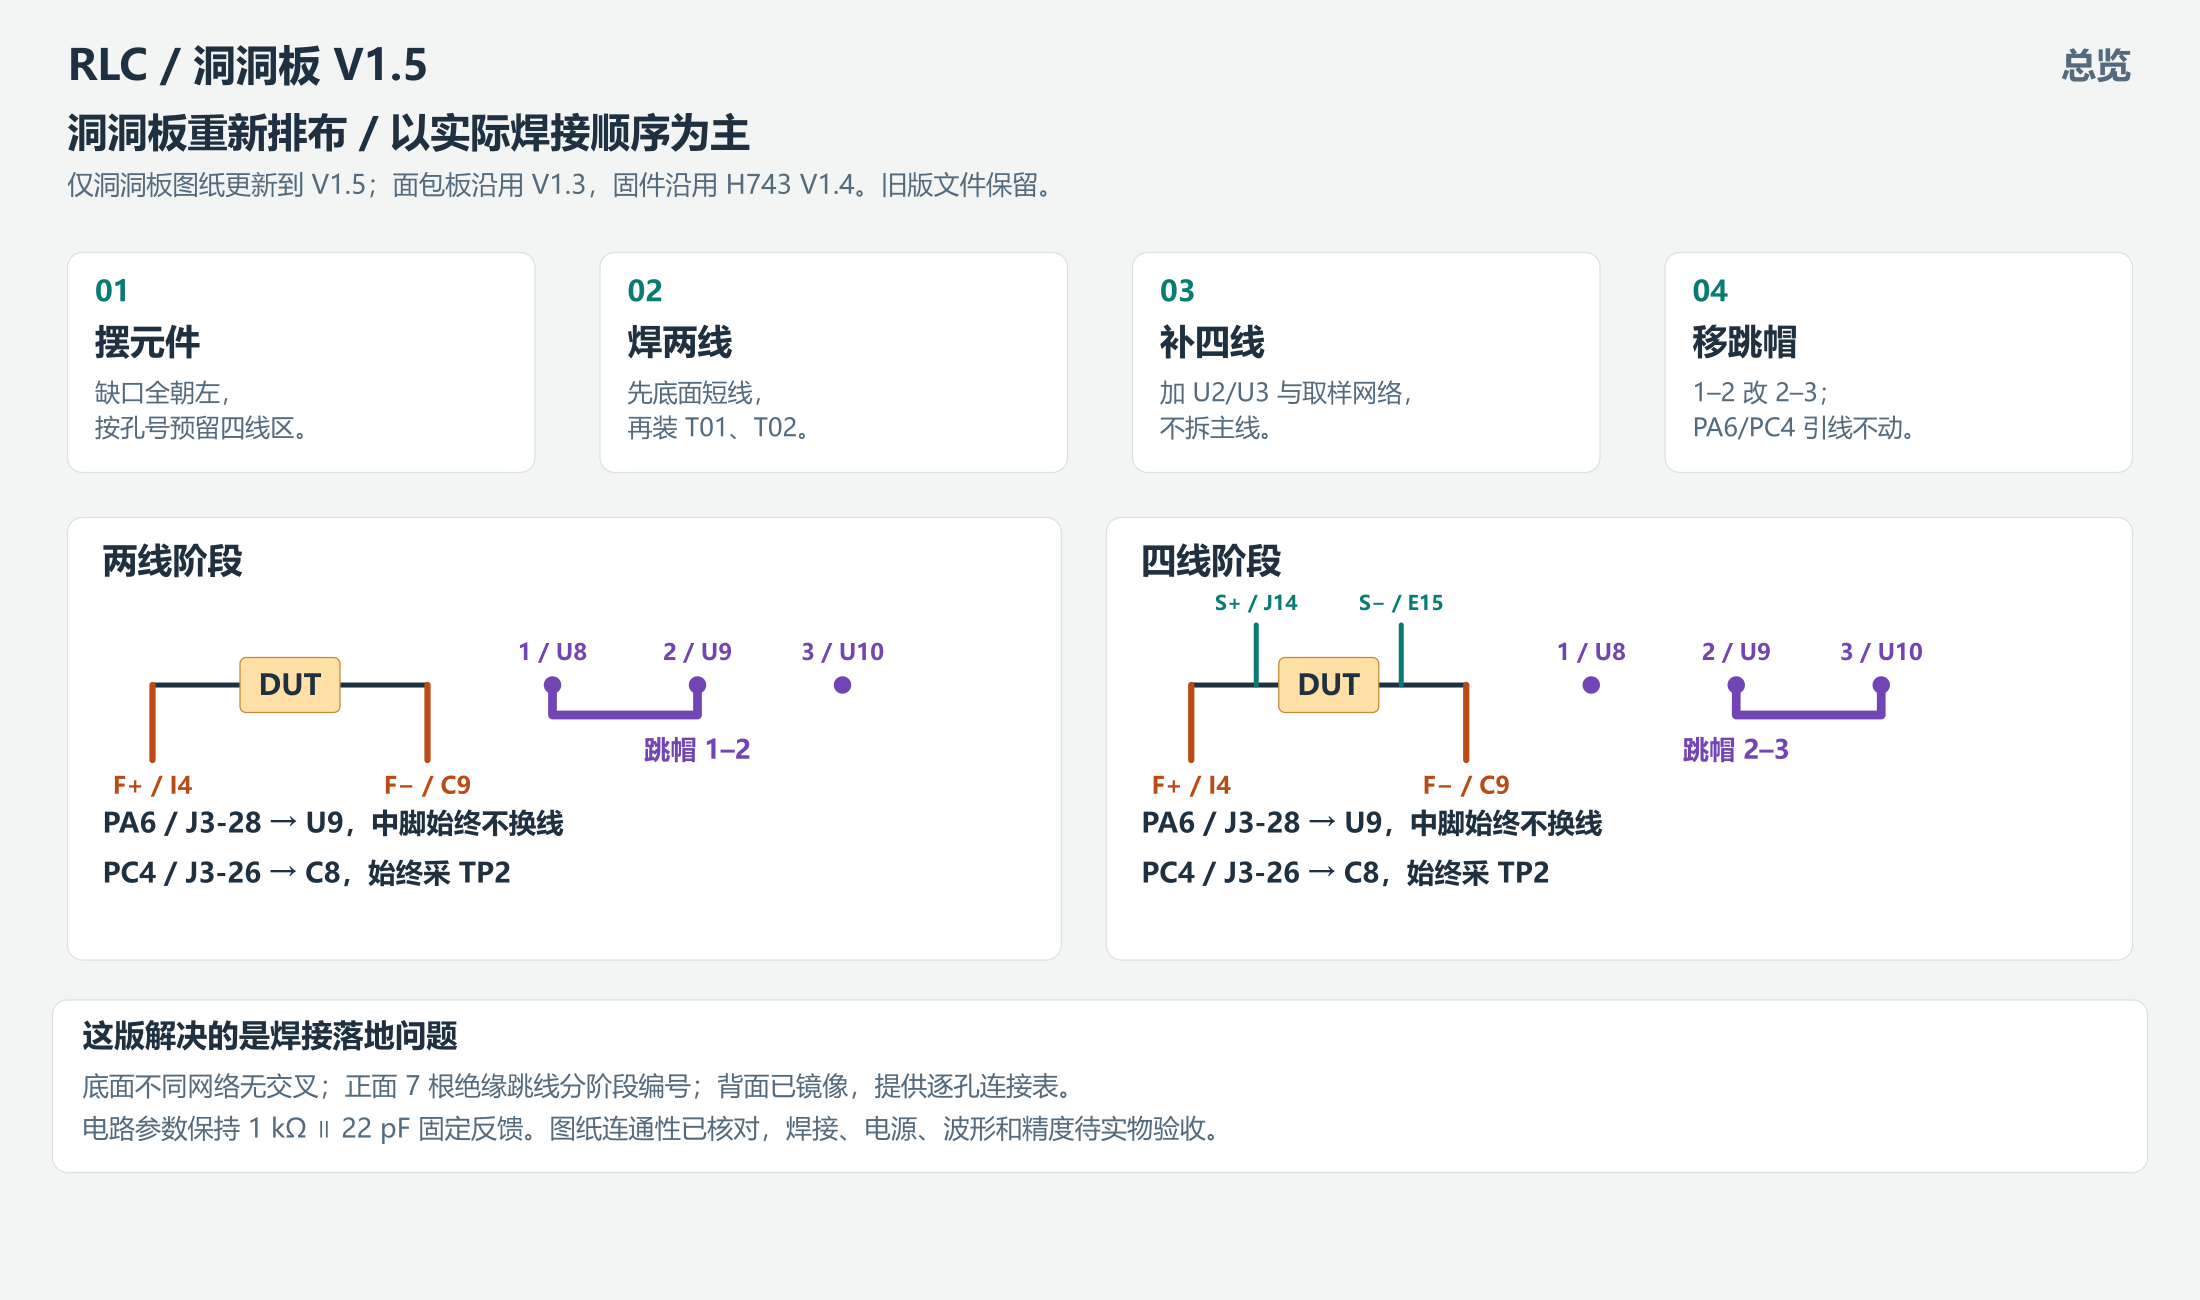 RLC / 洞洞板 V1.5
总览
洞洞板重新排布 / 以实际焊接顺序为主
仅洞洞板图纸更新到 V1.5；面包板沿用 V1.3，固件沿用 H743 V1.4。旧版文件保留。
01
摆元件
缺口全朝左，
按孔号预留四线区。
02
焊两线
先底面短线，
再装 T01、T02。
03
补四线
加 U2/U3 与取样网络，
不拆主线。
04
移跳帽
1–2 改 2–3；
PA6/PC4 引线不动。
两线阶段
1 / U8
2 / U9
3 / U10
DUT
跳帽 1–2
F+ / I4
F− / C9
PA6 / J3-28 → U9，中脚始终不换线
PC4 / J3-26 → C8，始终采 TP2
四线阶段
S+ / J14
S− / E15
1 / U8
2 / U9
3 / U10
DUT
跳帽 2–3
F+ / I4
F− / C9
PA6 / J3-28 → U9，中脚始终不换线
PC4 / J3-26 → C8，始终采 TP2
这版解决的是焊接落地问题
底面不同网络无交叉；正面 7 根绝缘跳线分阶段编号；背面已镜像，提供逐孔连接表。
电路参数保持 1 kΩ ∥ 22 pF 固定反馈。图纸连通性已核对，焊接、电源、波形和精度待实物验收。